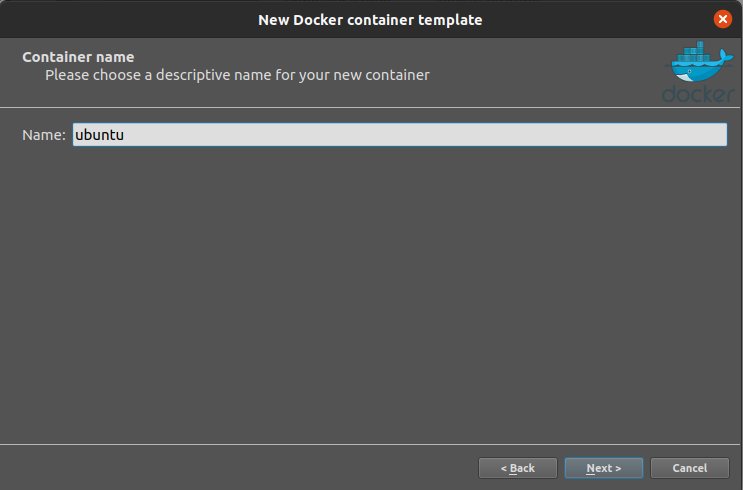 New Docker container template
Container name
Please choose a descriptive name for your new container
docker
Name: ubuntu
< Back Next > Cancel